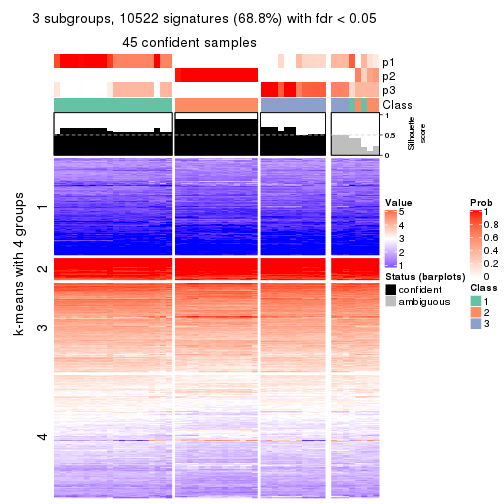 3 subgroups, 10522 signatures (68.8%) with fdr < 0.05
45 confident samples
p1
p2
p3
Class
1
0.5
0
Silhouette
score
k-means with 4 groups
1
2
3
4
Value
5
4
3
2
1
Status (barplots)
confident
ambiguous
Prob
1
0.8
0.6
0.4
0.2
0
Class
1
2
3